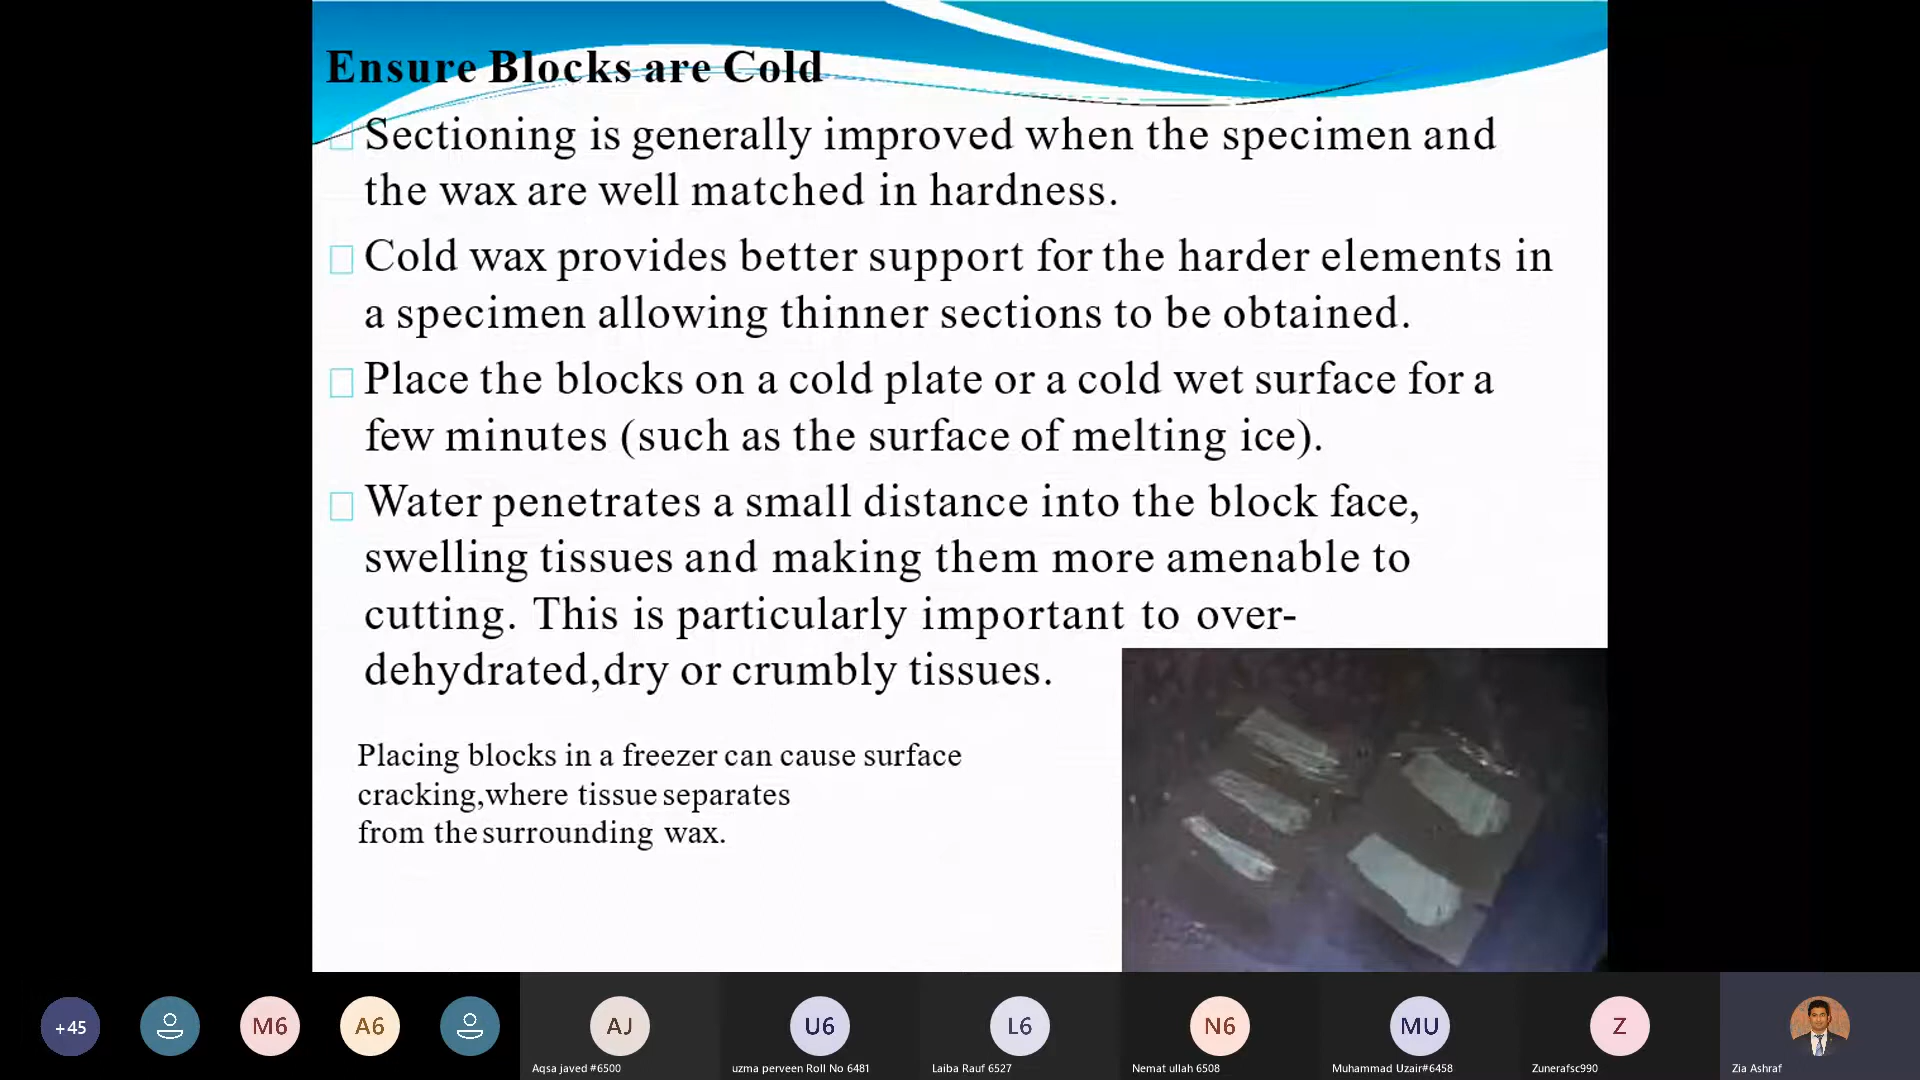 Ensure Blocks are Cold
Sectioning is generally improved when the specimen and
the wax are well matched in hardness.
Cold wax provides better support for the harder elements in
a specimen allowing thinner sections to be obtained.
Place the blocks on a cold plate or a cold wet surface for a
few minutes (such as the surface of melting ice).
Water penetrates a small distance into the block face,
swelling tissues and making them more amenable to
cutting. This is particularly important to over-
dehydrated,dry or crumbly tissues.
Placing blocks in a freezer can cause surface
cracking,where tissue separates
from the surrounding wax.
+45
M6
A6
AJ
U6
L6
N6
MU
Z
Aqsa javed #6500
uzma perveen Roll No 6481
Laiba Rauf 6527
Nemat ullah 6508
Muhammad Uzair#6458
Zunerafsc990
Zia Ashraf